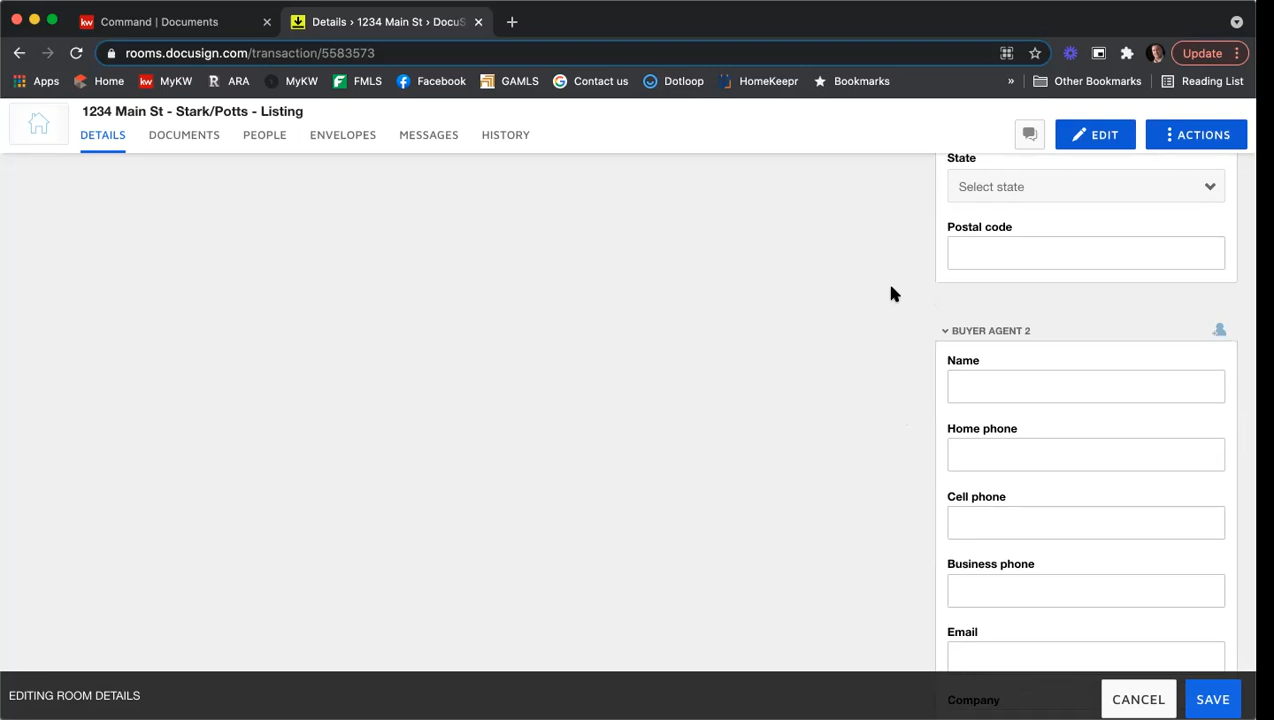 kw Command | Documents
Details › 1234 Main St › DocuS
rooms.docusign.com/transaction/5583573
Update
Apps
Home
kw MyKW
R ARA
MyKW
FMLS
Facebook
GAMLS
Contact us
Dotloop
HomeKeepr
Bookmarks
»
Other Bookmarks
Reading List
1234 Main St - Stark/Potts - Listing
DETAILS DOCUMENTS PEOPLE ENVELOPES MESSAGES HISTORY
EDIT
ACTIONS
State
Select state
Postal code
BUYER AGENT 2
Name
Home phone
Cell phone
Business phone
Email
Company
EDITING ROOM DETAILS
CANCEL
SAVE